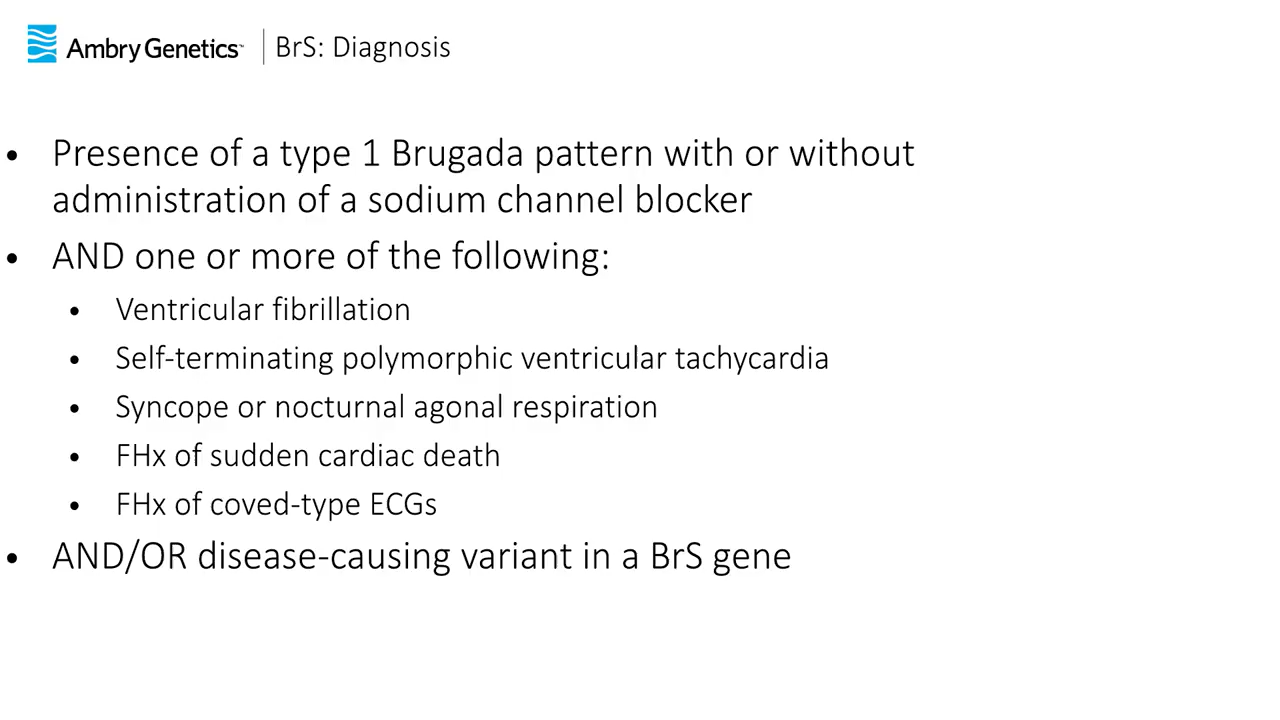 Ambry Genetics™ BrS: Diagnosis
• Presence of a type 1 Brugada pattern with or without
administration of a sodium channel blocker
• AND one or more of the following:
• Ventricular fibrillation
• Self-terminating polymorphic ventricular tachycardia
• Syncope or nocturnal agonal respiration
• FHx of sudden cardiac death
• FHx of coved-type ECGs
• AND/OR disease-causing variant in a BrS gene